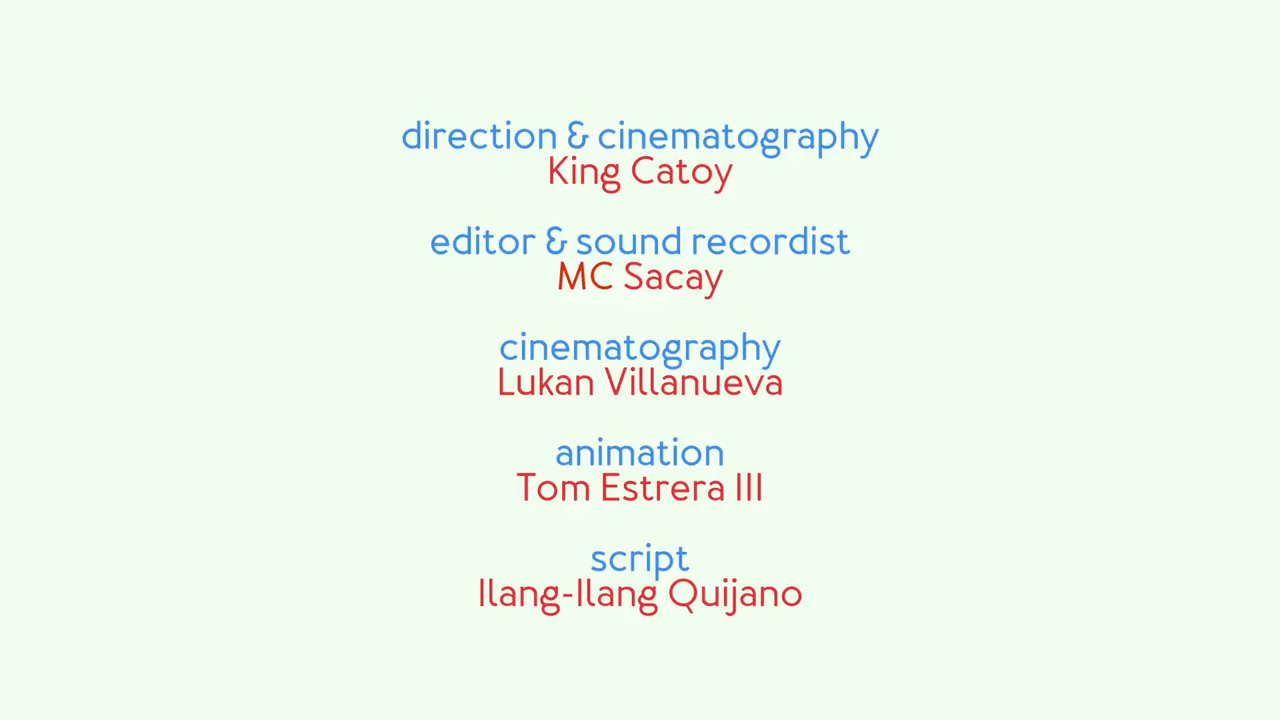 direction & cinematography
King Catoy
editor & sound recordist
MC Sacay
cinematography
Lukan Villanueva
animation
Tom Estrera III
script
Ilang-Ilang Quijano